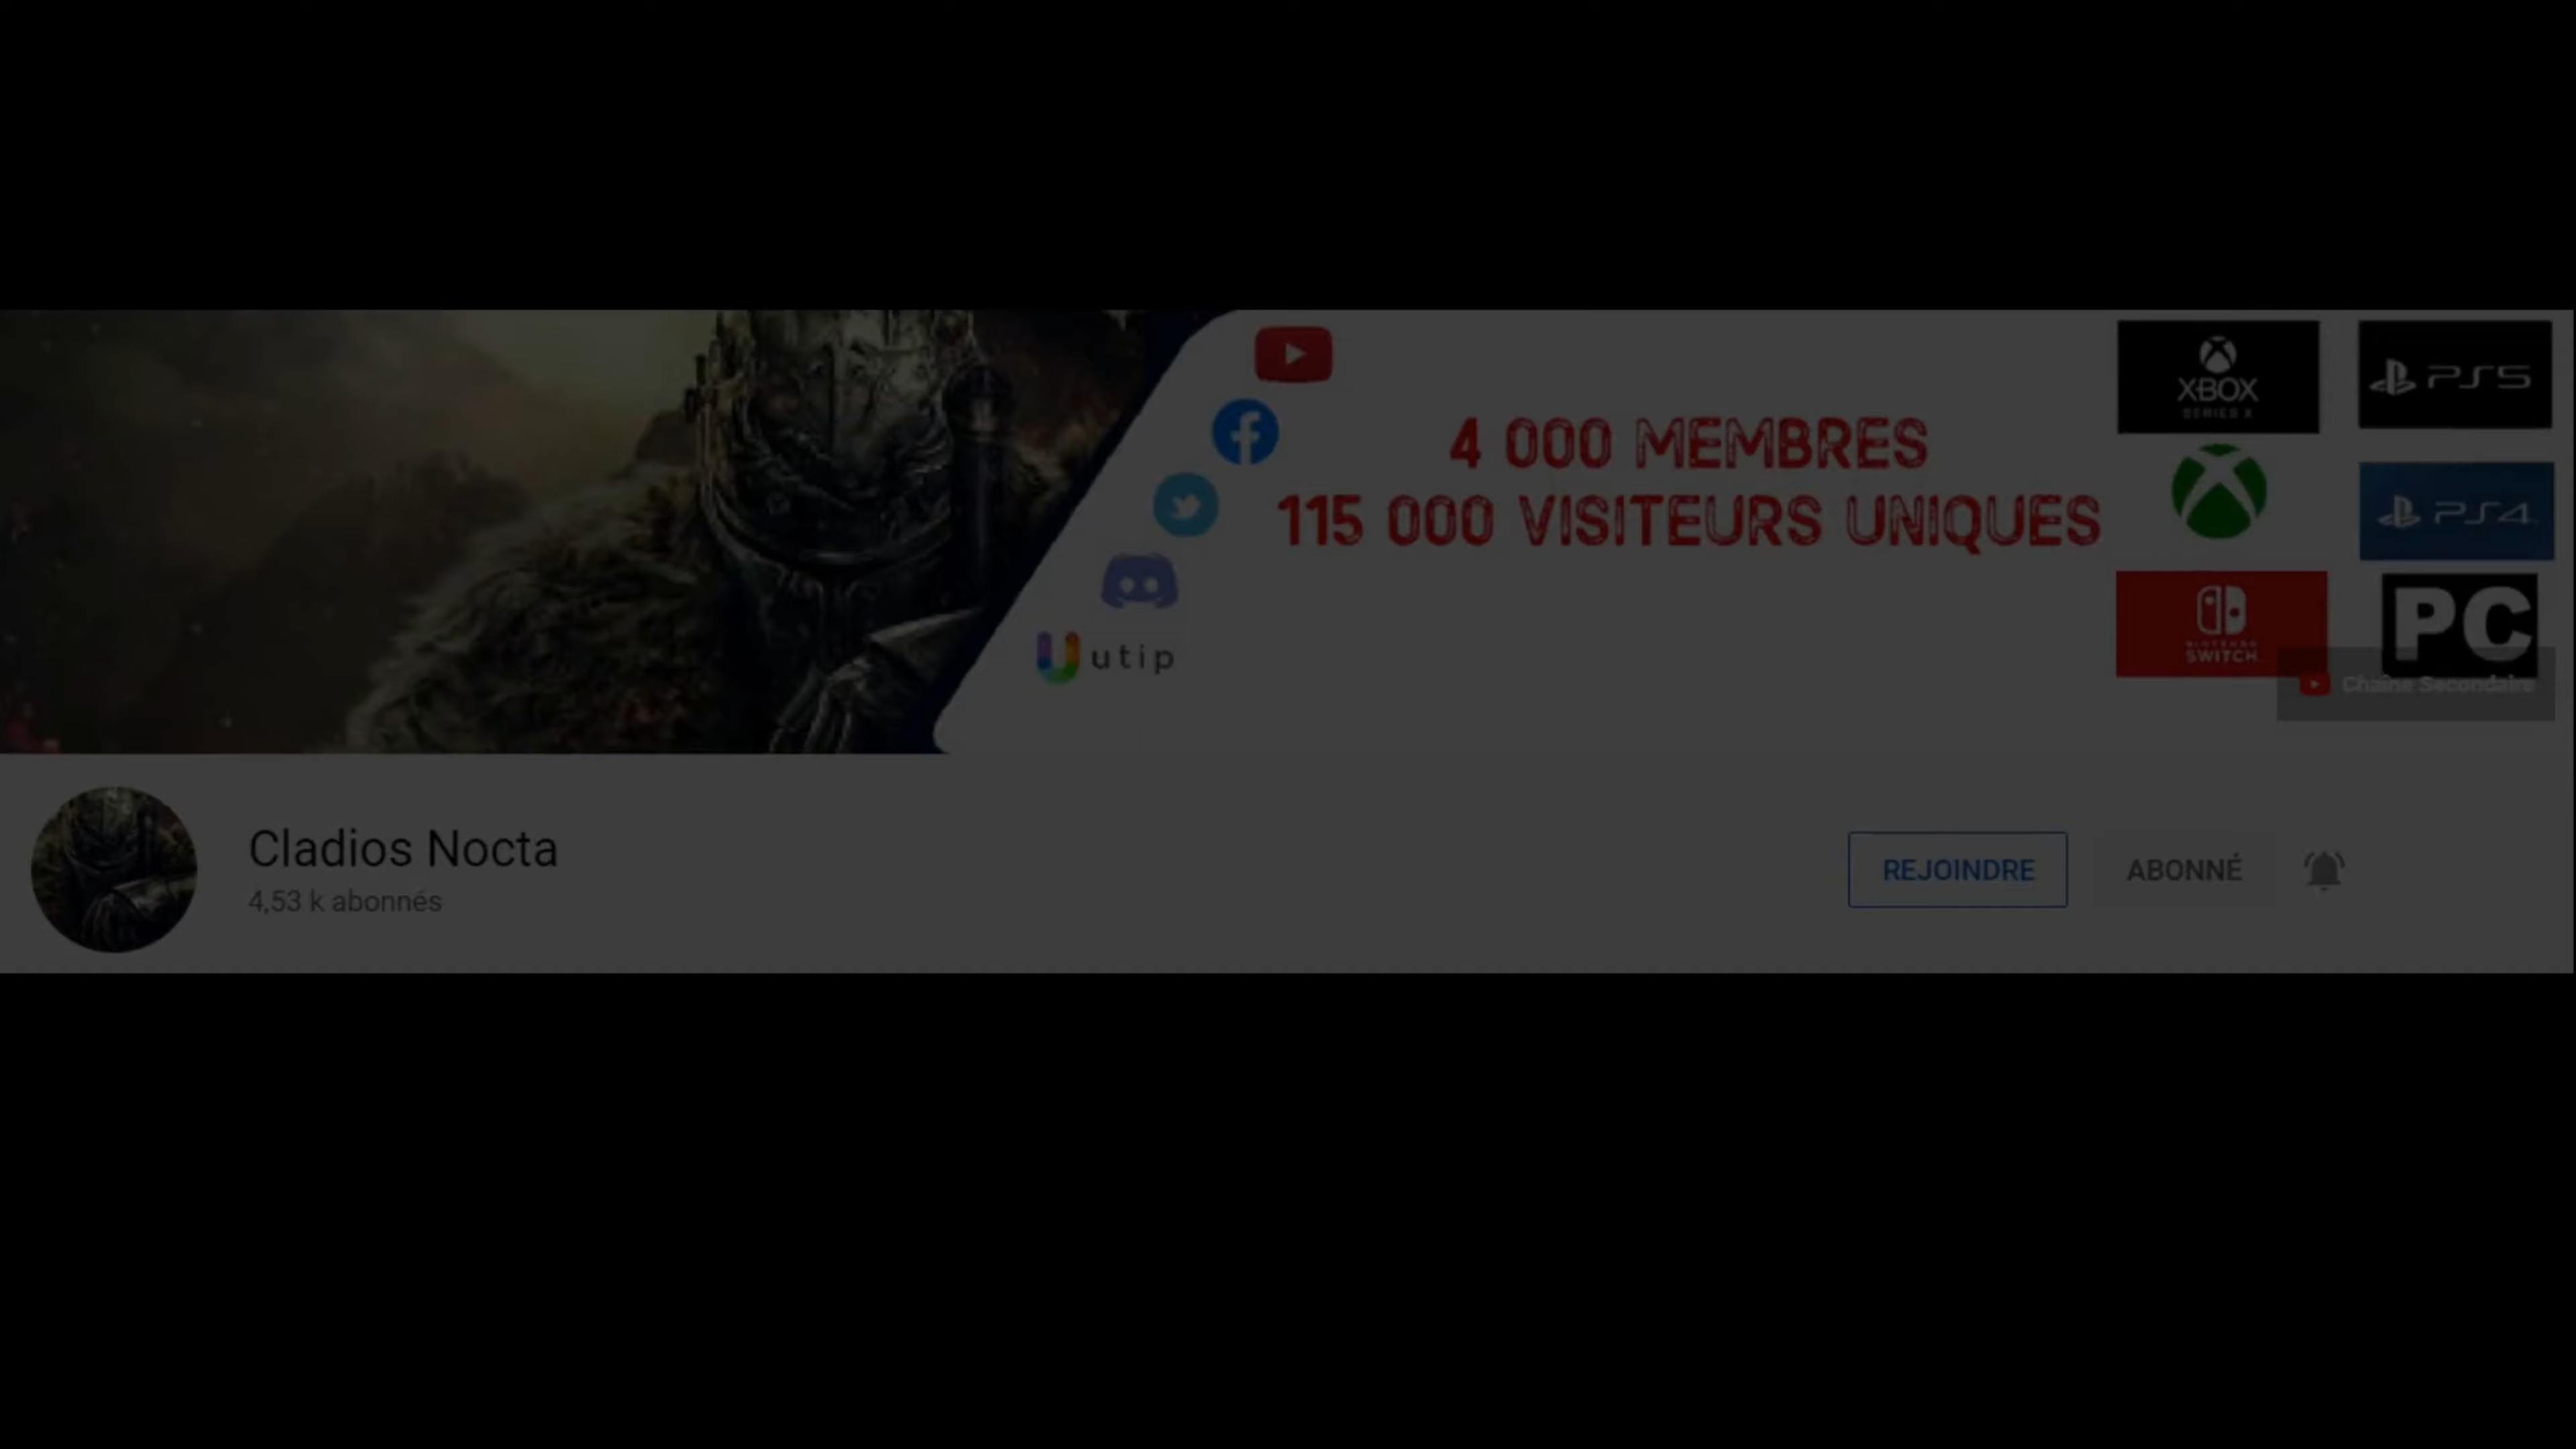 XBOX
SERIES X
PS5
4 000 MEMBRES
115 000 VISITEURS UNIQUES
PS4
NINTENDO
SWITCH
PC
utip
Chaîne Secondaire
Cladios Nocta
4,53 k abonnés
REJOINDRE
ABONNÉ